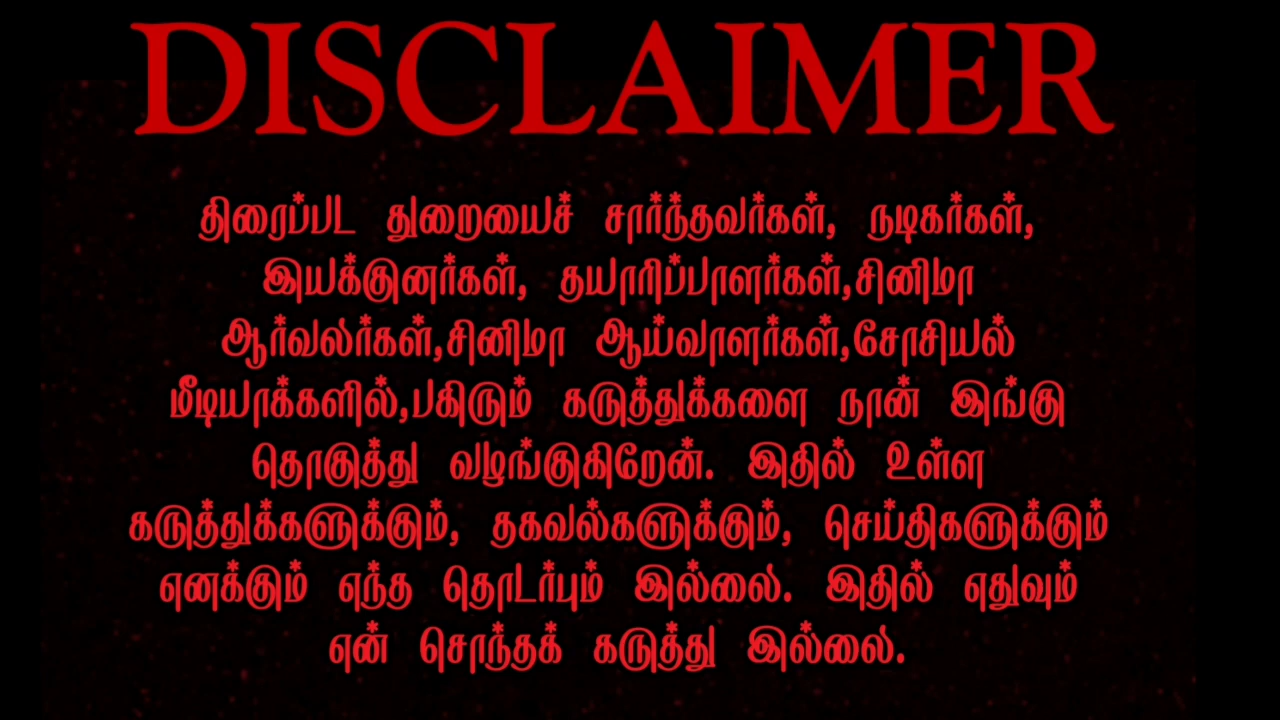 DISCLAIMER
திரைப்பட துறையைச் சார்ந்தவர்கள், நடிகர்கள்,
இயக்குனர்கள், தயாரிப்பாளர்கள்,சினிமா
ஆர்வலர்கள்,சினிமா ஆய்வாளர்கள்,சோசியல்
மீடியாக்களில்,பகிரும் கருத்துக்களை நான் இங்கு
தொகுத்து வழங்குகிறேன். இதில் உள்ள
கருத்துக்களுக்கும், தகவல்களுக்கும், செய்திகளுக்கும்
எனக்கும் எந்த தொடர்பும் இல்லை. இதில் எதுவும்
என் சொந்தக் கருத்து இல்லை.